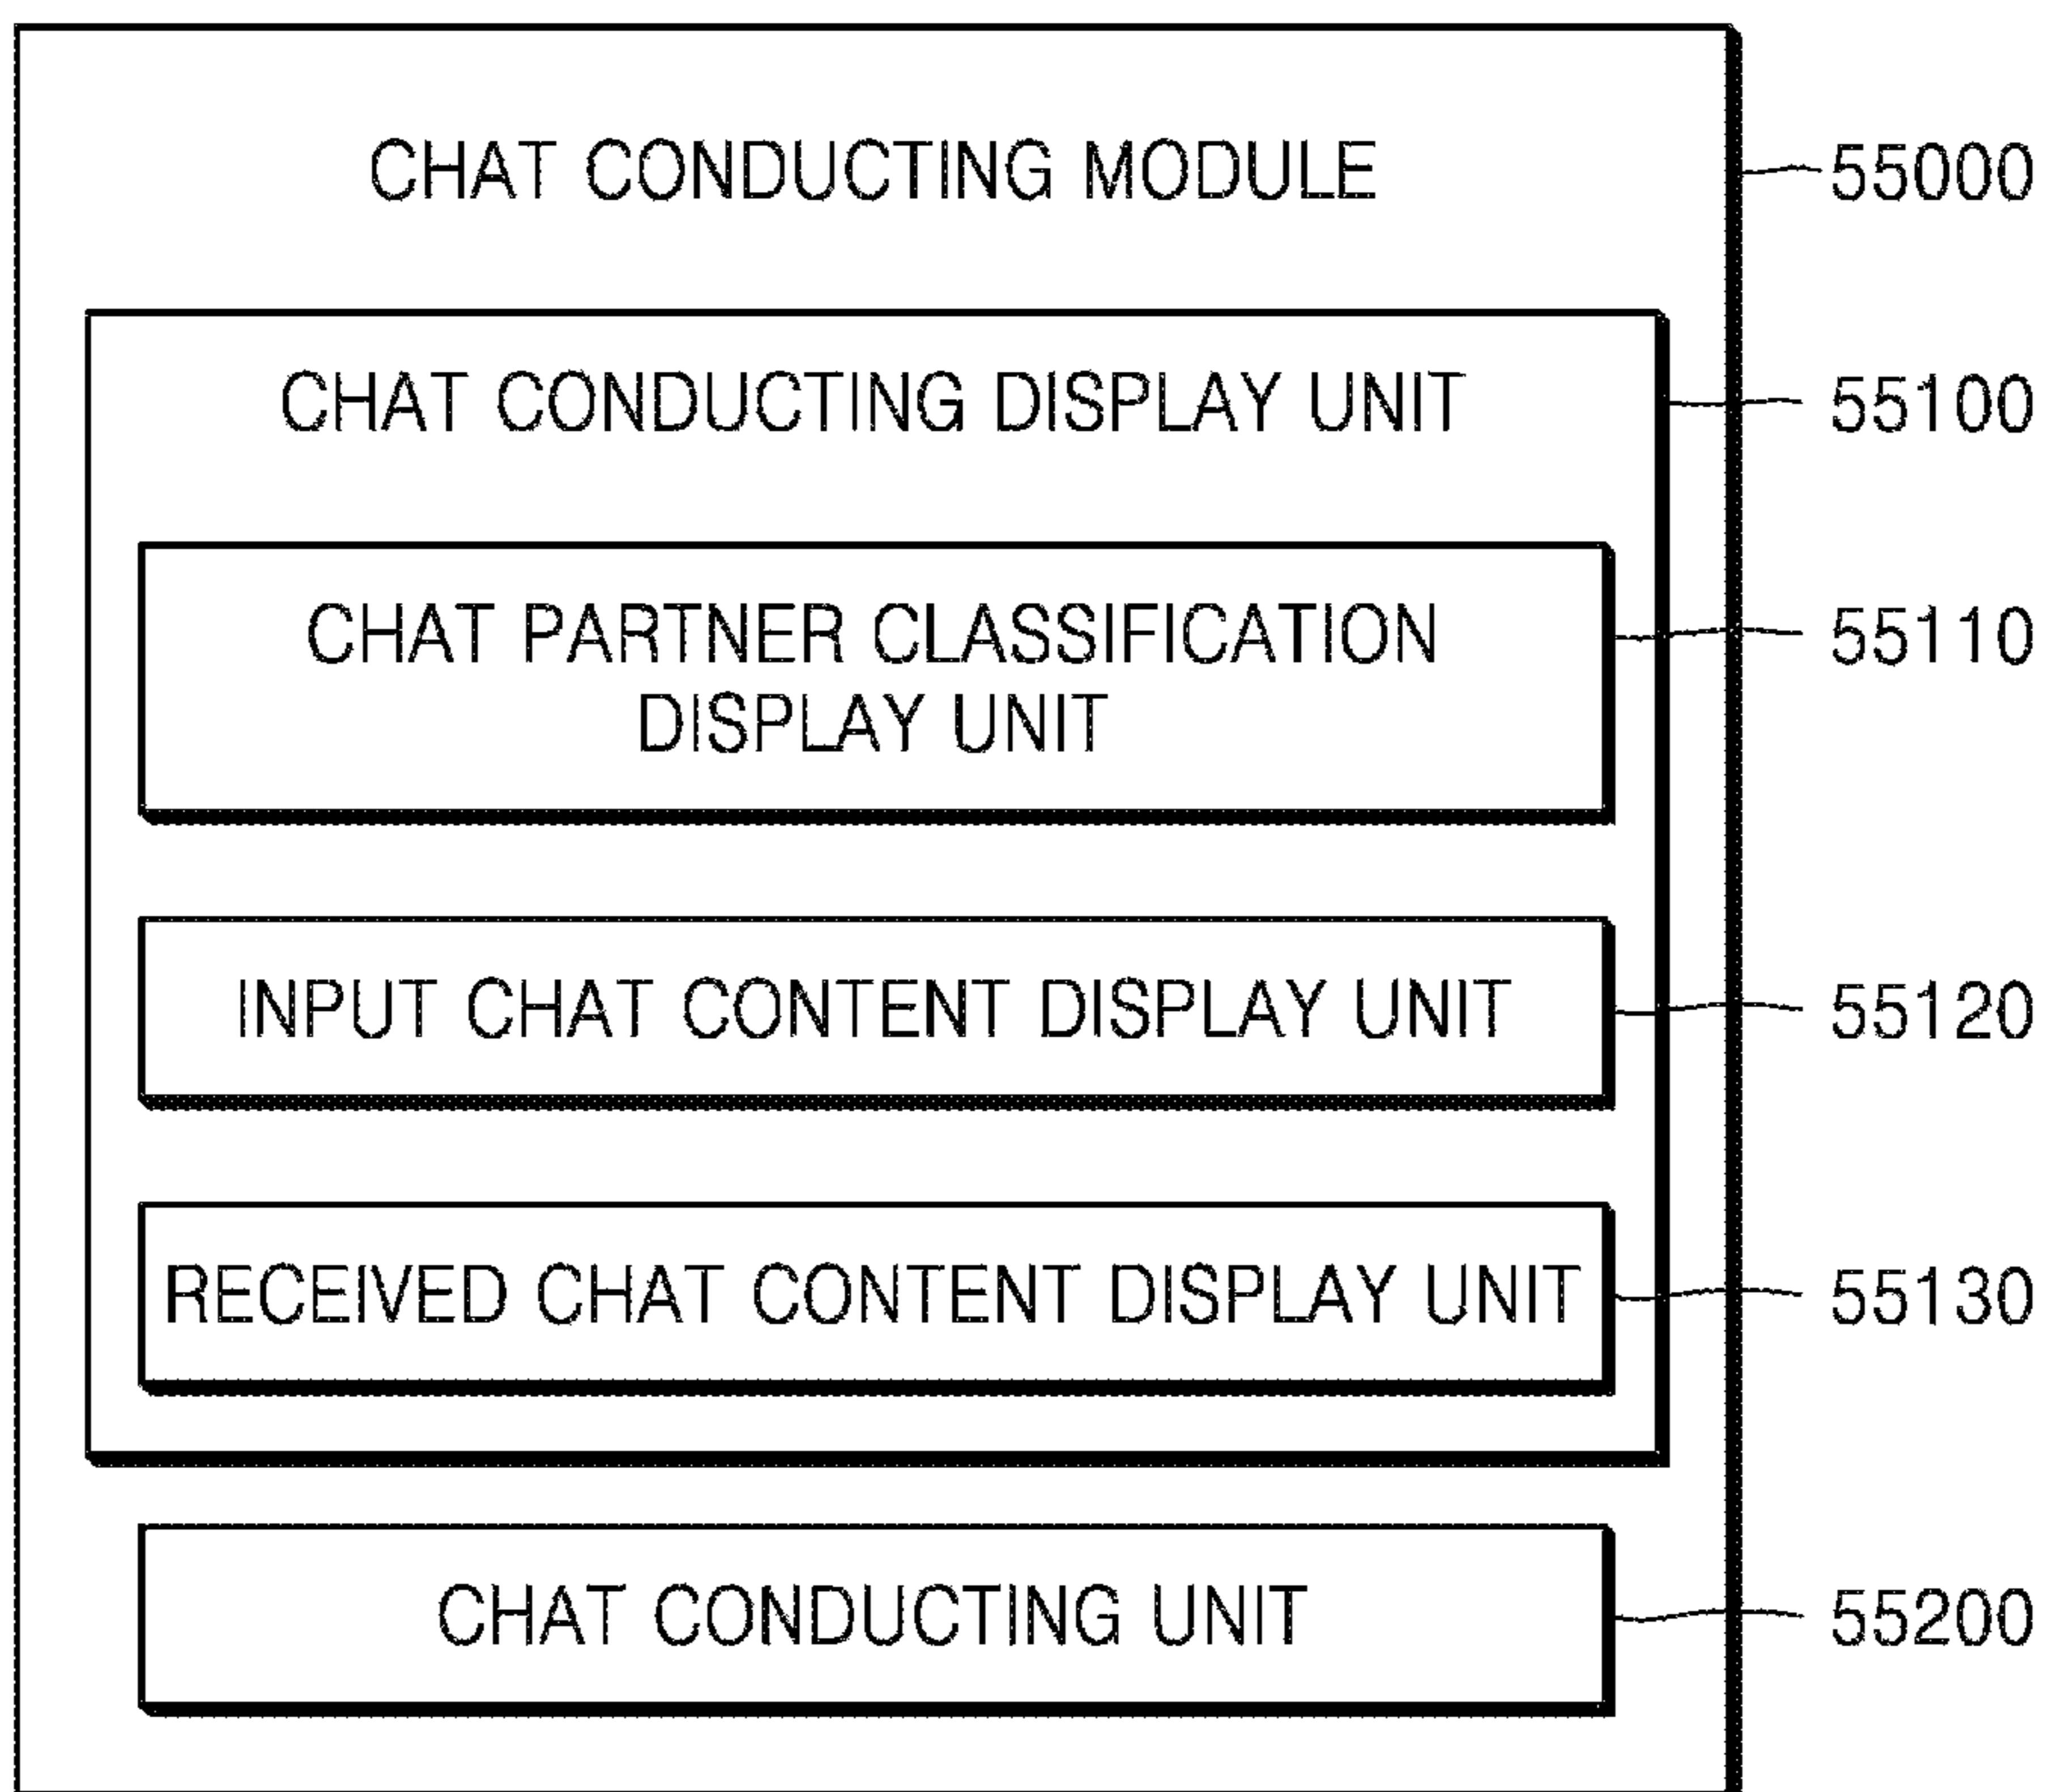 CHAT CONDUCTING MODULE 55000
CHAT CONDUCTING DISPLAY UNIT 55100
CHAT PARTNER CLASSIFICATION 55110
DISPLAY UNIT
INPUT CHAT CONTENT DISPLAY UNIT 55120
RECEIVED CHAT CONTENT DISPLAY UNIT 55130
CHAT CONDUCTING UNIT 55200